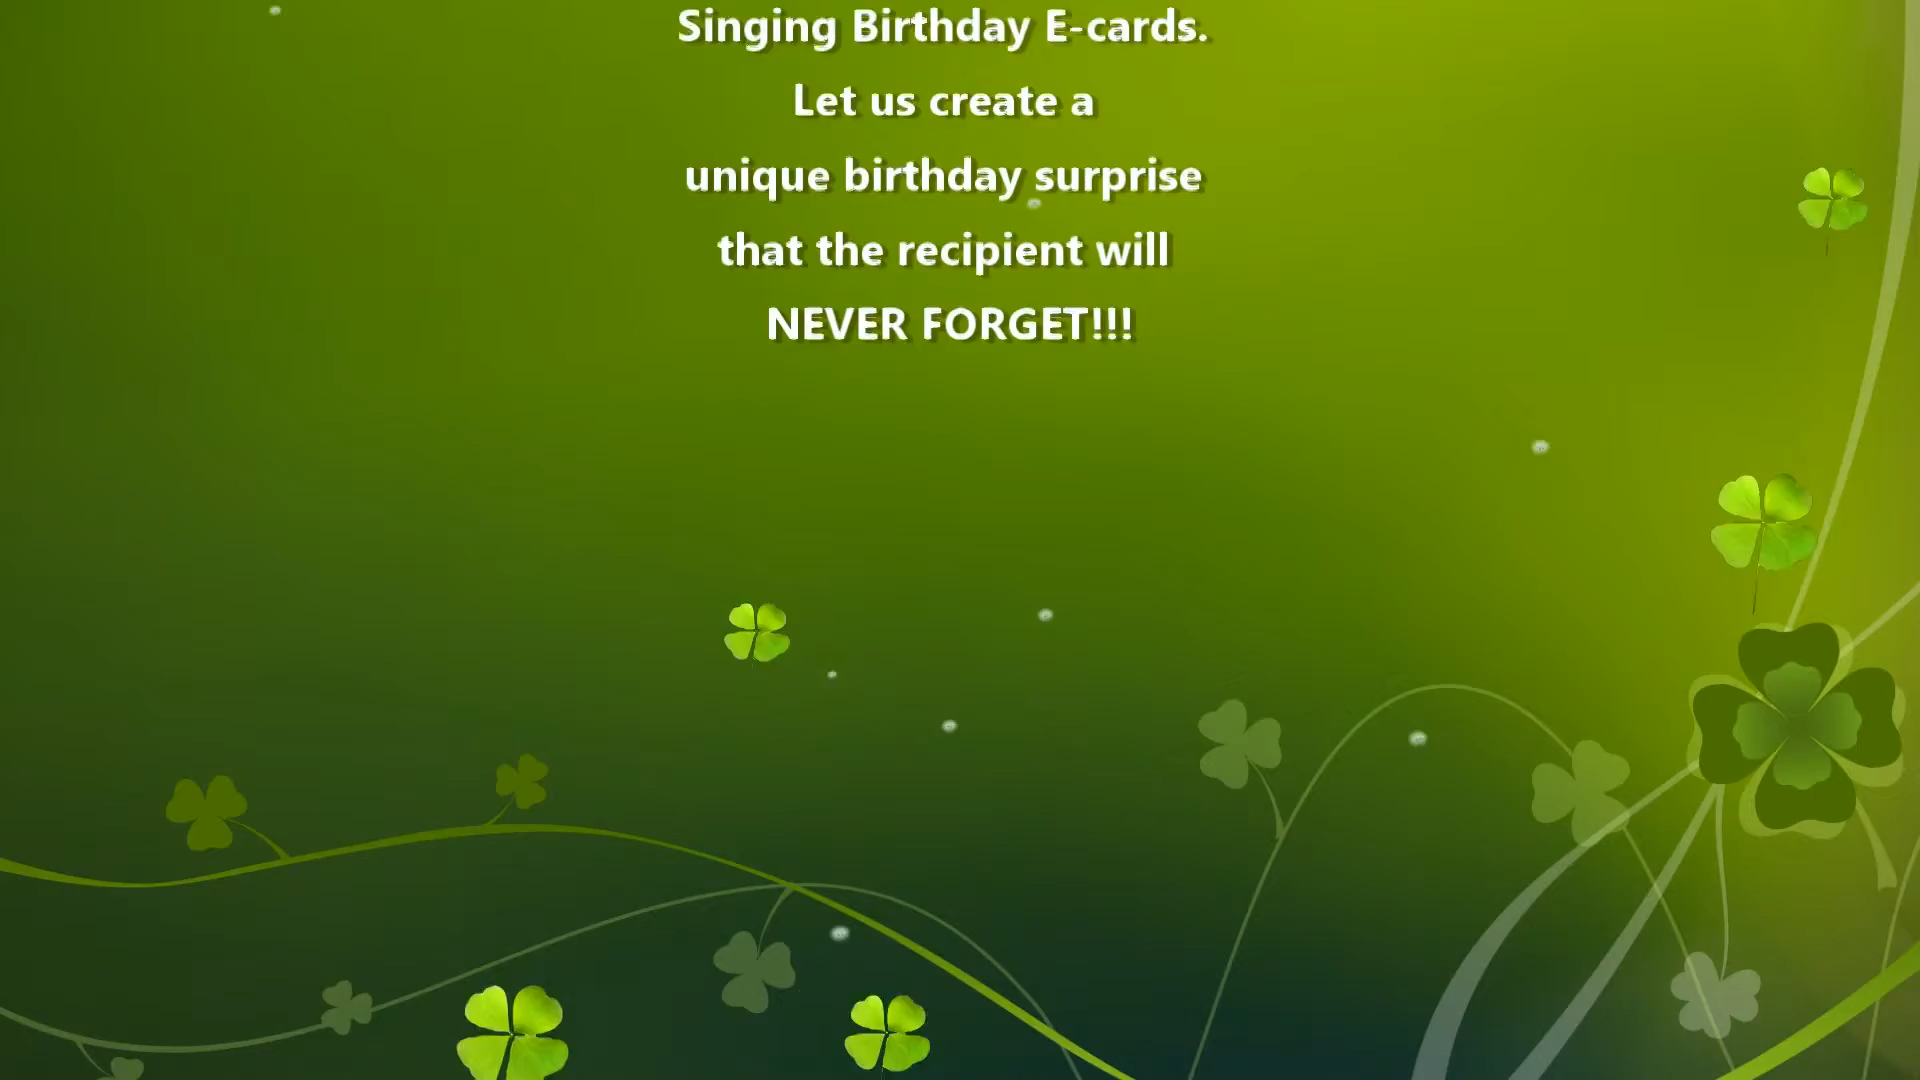 Singing Birthday E-cards.
Let us create a
unique birthday surprise
that the recipient will
NEVER FORGET!!!